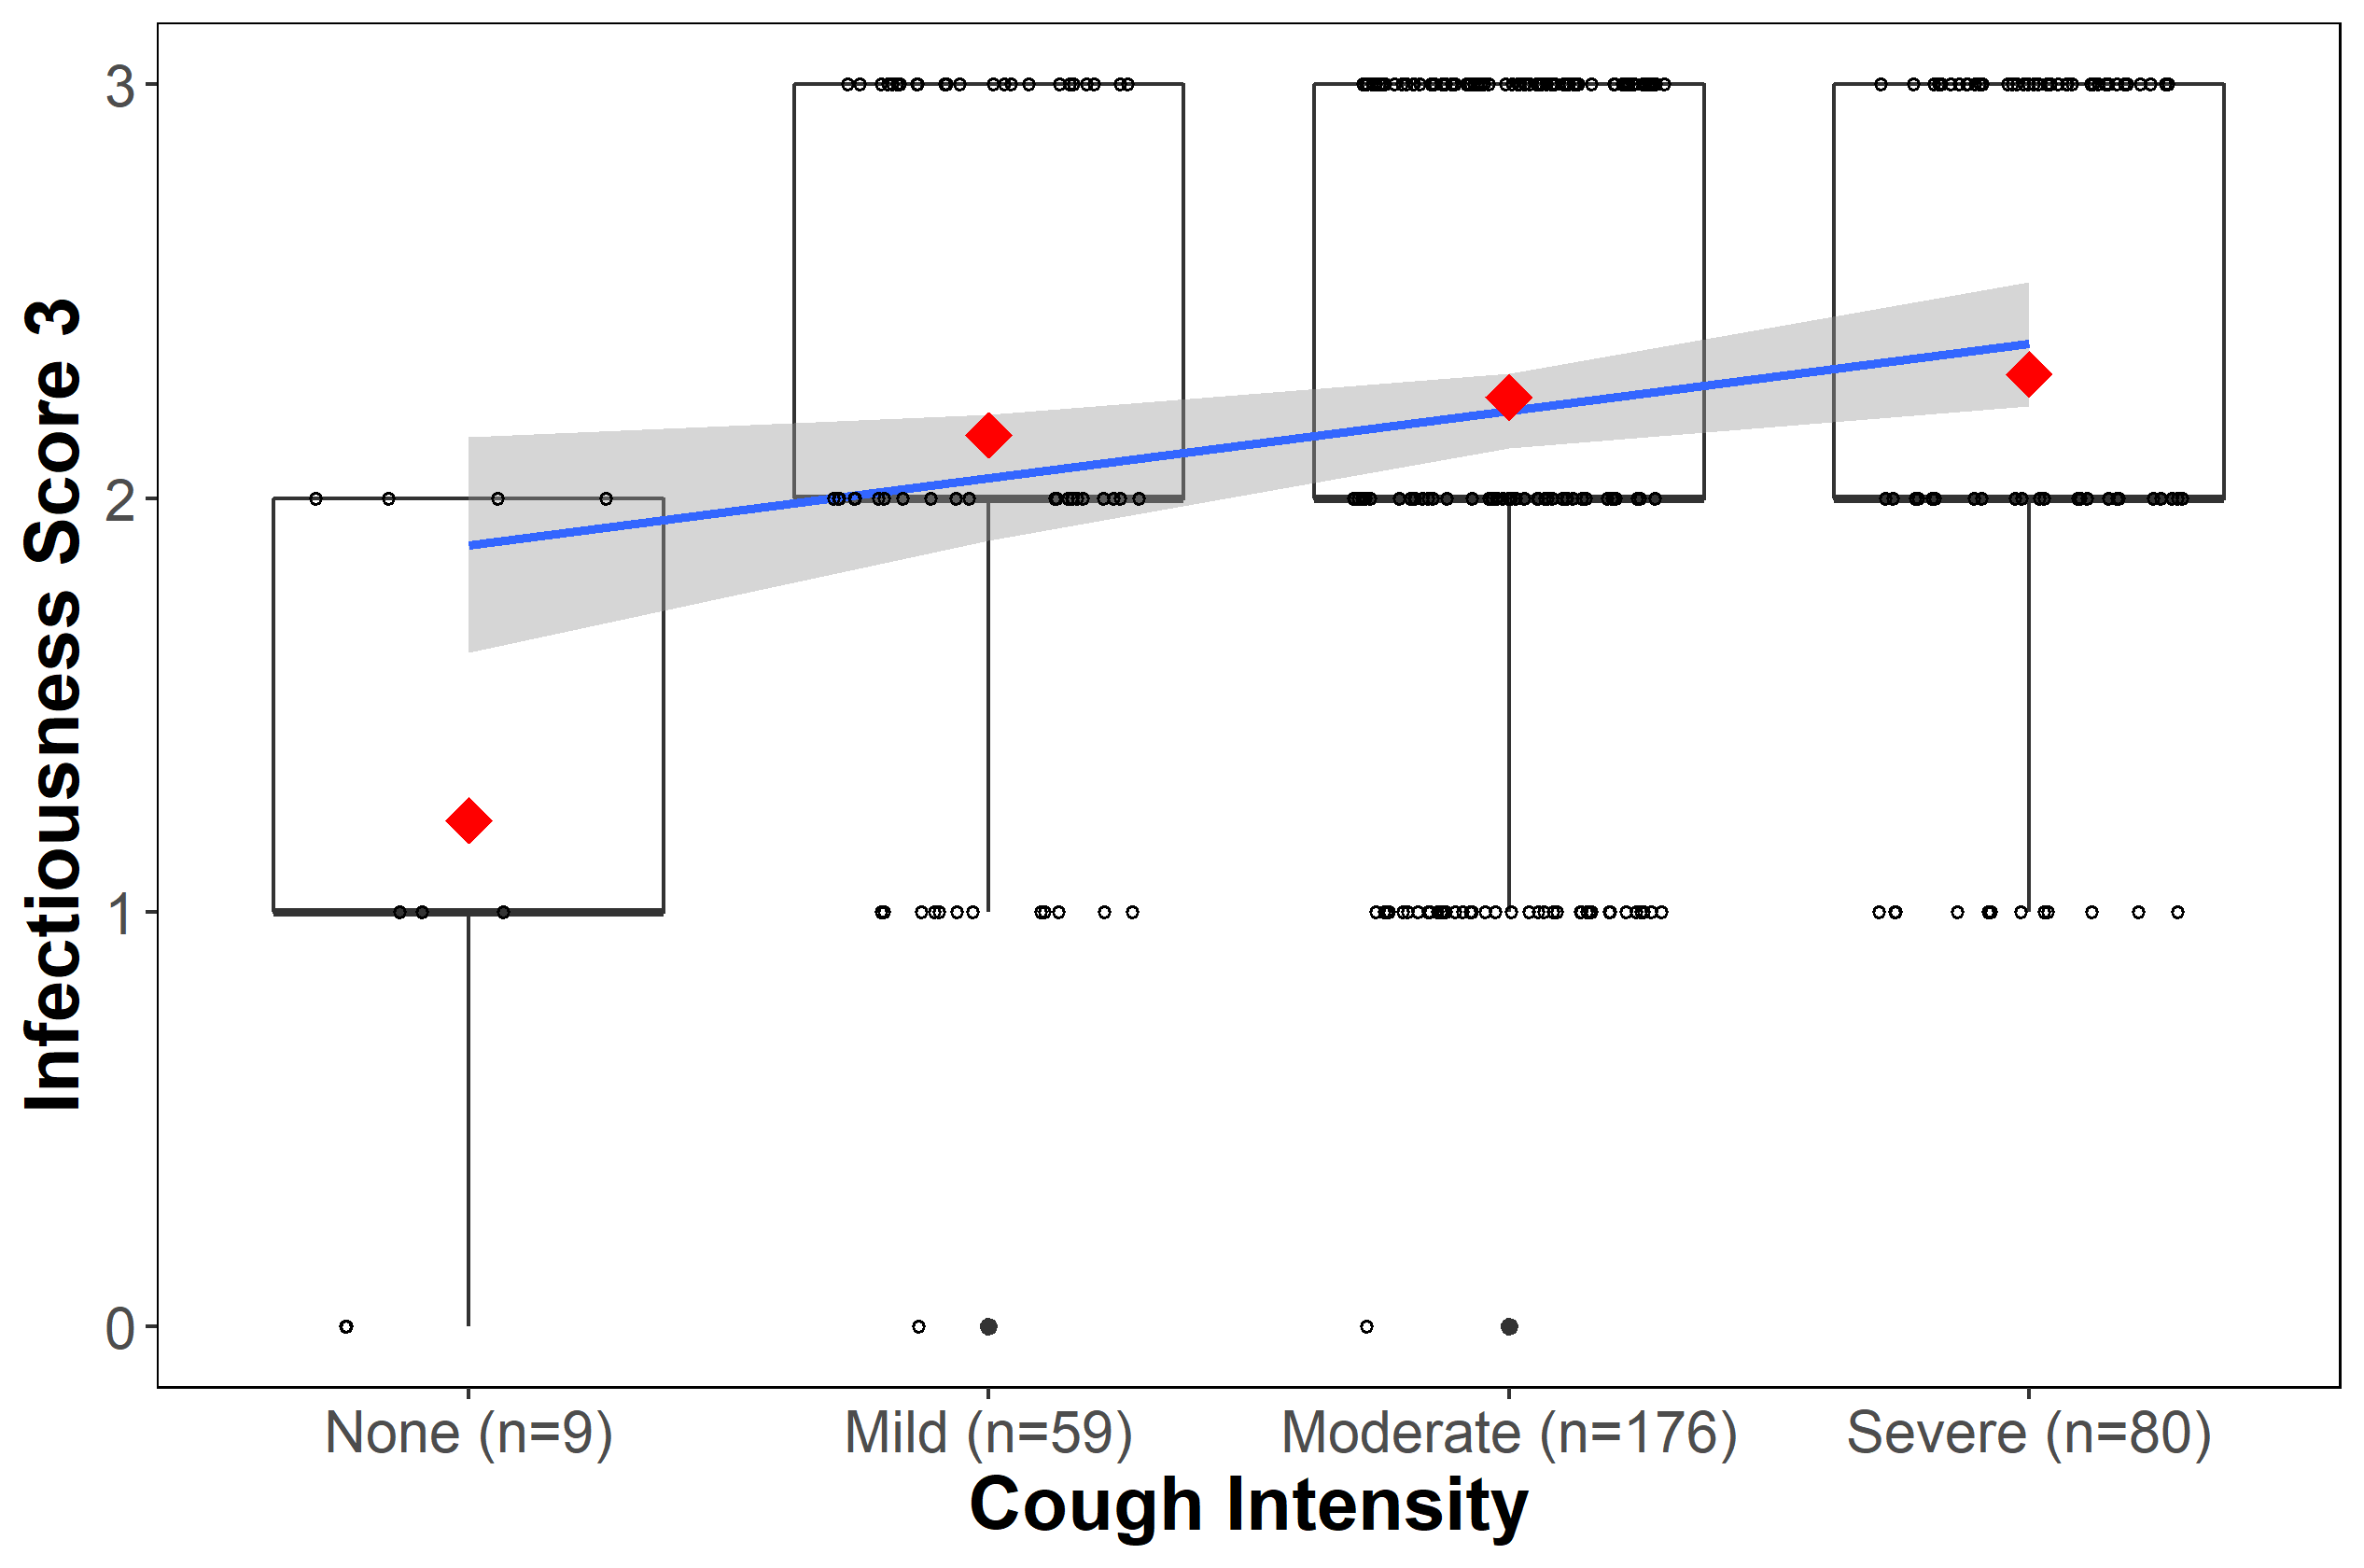 Infectiousness Score 3
3
2
1
0
None (n=9) Mild (n=59) Moderate (n=176) Severe (n=80)
Cough Intensity